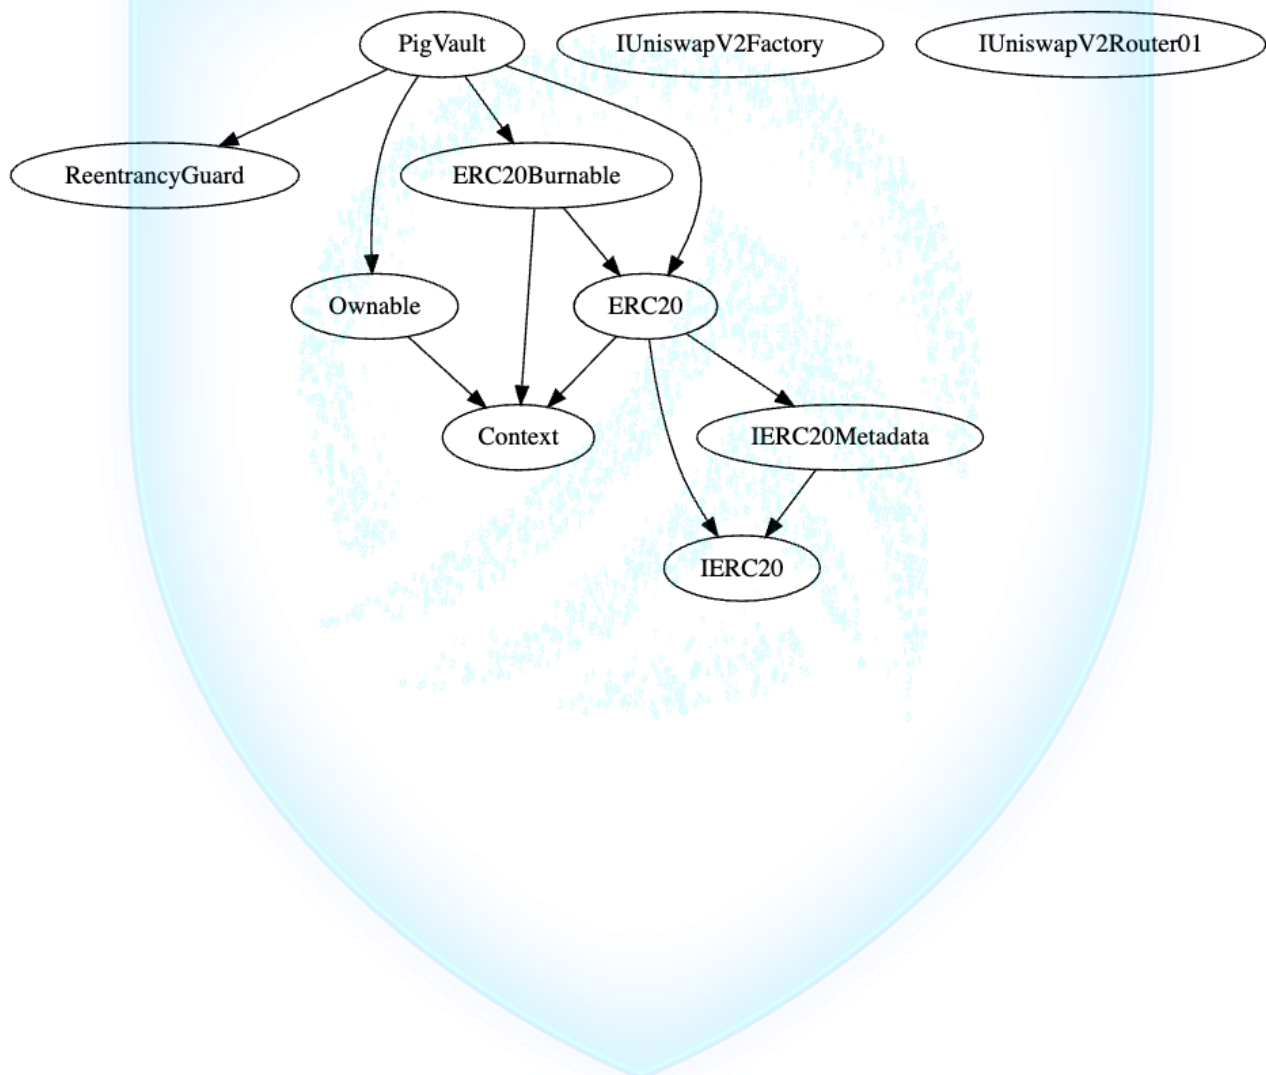 PigVault
IUniswapV2Factory
IUniswapV2Router01
ReentrancyGuard
ERC20Burnable
Ownable
ERC20
Context
IERC20Metadata
IERC20